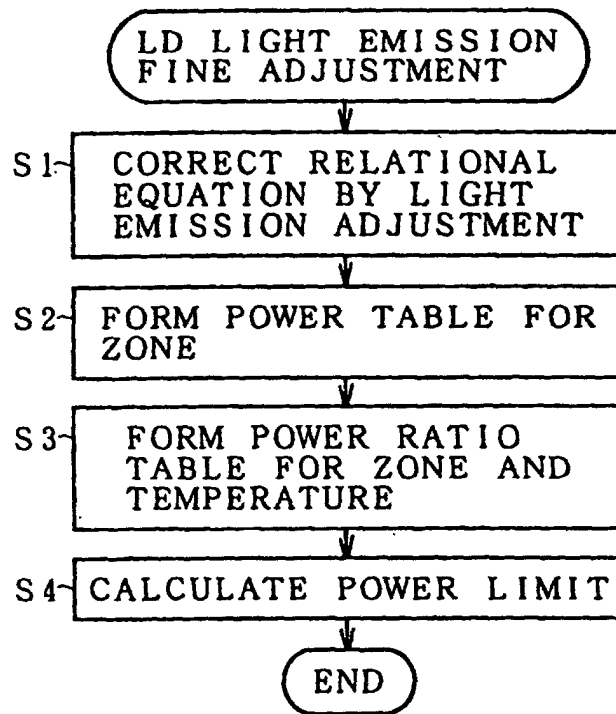 LD LIGHT EMISSION
FINE ADJUSTMENT
S1
CORRECT RELATIONAL
EQUATION BY LIGHT
EMISSION ADJUSTMENT
S2
FORM POWER TABLE FOR
ZONE
S3
FORM POWER RATIO
TABLE FOR ZONE AND
TEMPERATURE
S4
CALCULATE POWER LIMIT
END